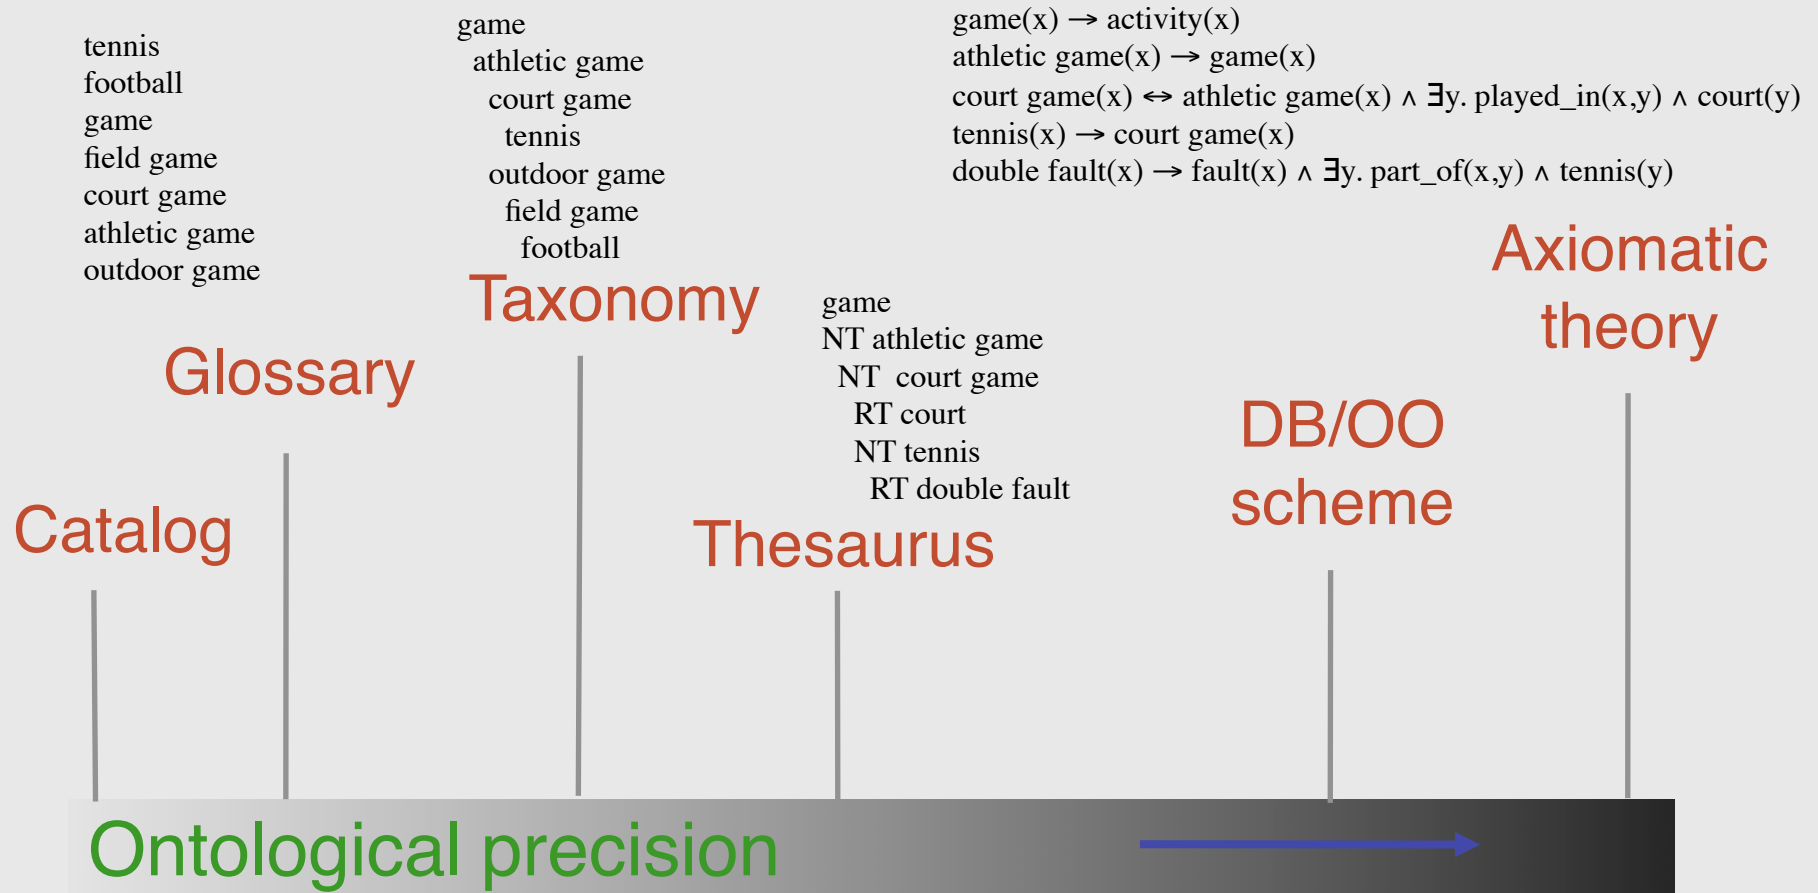 tennis
football
game
field game
court game
athletic game
outdoor game
Glossary
Catalog
game
athletic game
court game
tennis
outdoor game
field game
football
Taxonomy
game
NT athletic game
NT court game
RT court
NT tennis
RT double fault
Thesaurus
game(x) → activity(x)
athletic game(x) → game(x)
court game(x) ↔ athletic game(x) ∧ ∃y. played_in(x,y) ∧ court(y)
tennis(x) → court game(x)
double fault(x) → fault(x) ∧ ∃y. part_of(x,y) ∧ tennis(y)
DB/OO
scheme
Axiomatic
theory
Ontological precision